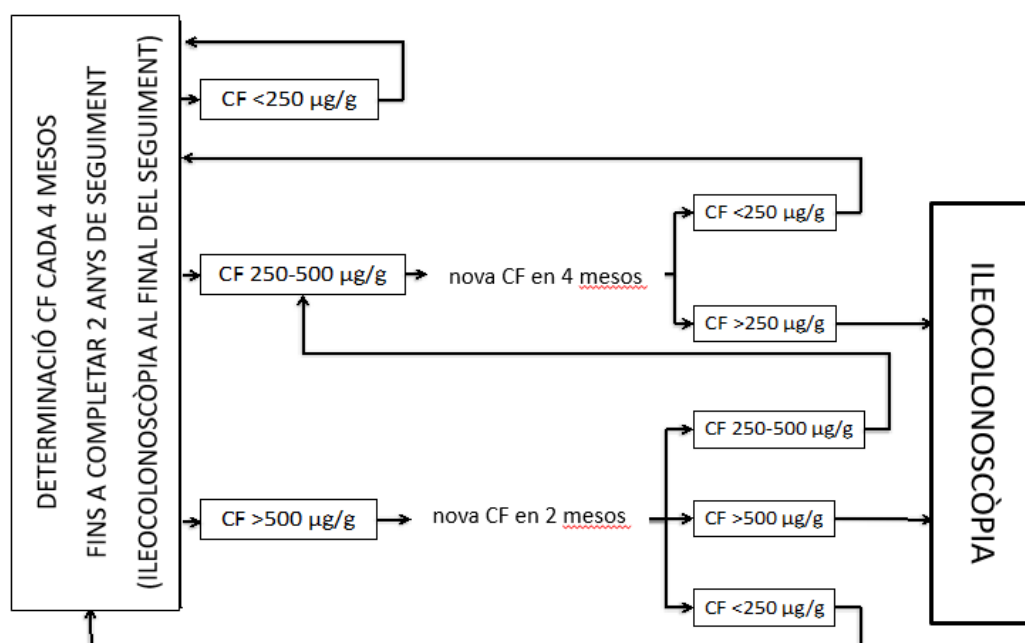 DETERMINACIÓ CF CADA 4 MESOS
FINS A COMPLETAR 2 ANYS DE SEGUIMENT
(ILEOCOLONOSCÒPIA AL FINAL DEL SEGUIMENT)
CF <250 µg/g
CF 250-500 µg/g
nova CF en 4 mesos
CF <250 µg/g
CF >250 µg/g
CF >500 µg/g
nova CF en 2 mesos
CF 250-500 µg/g
CF >500 µg/g
CF <250 µg/g
ILEOCOLONOSCÒPIA